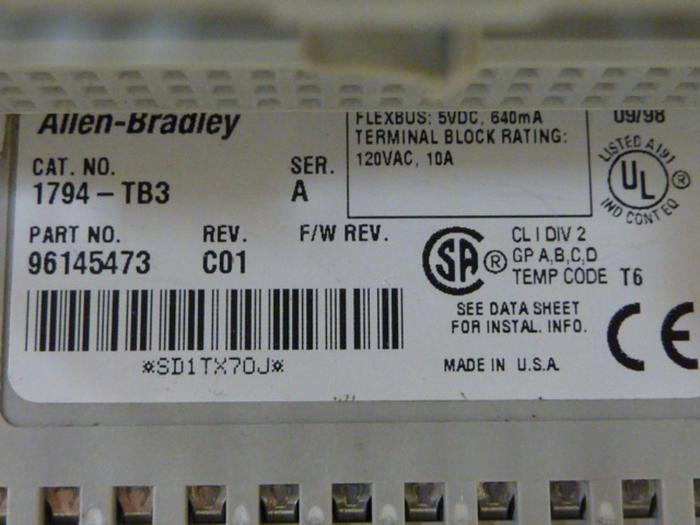 Allen-Bradley
FLEXBUS: 5VDC, 640mA
TERMINAL BLOCK RATING:
120VAC, 10A
09/98
CAT. NO.
1794-TB3
SER.
A
PART NO.
96145473
REV.
C01
F/W REV.
*SD1TX70J*
LISTED A191
UL ®
IND CONT EQ
SA ®
CL I DIV 2
GP A,B,C,D
TEMP CODE T6
SEE DATA SHEET
FOR INSTAL. INFO.
MADE IN U.S.A.
CE